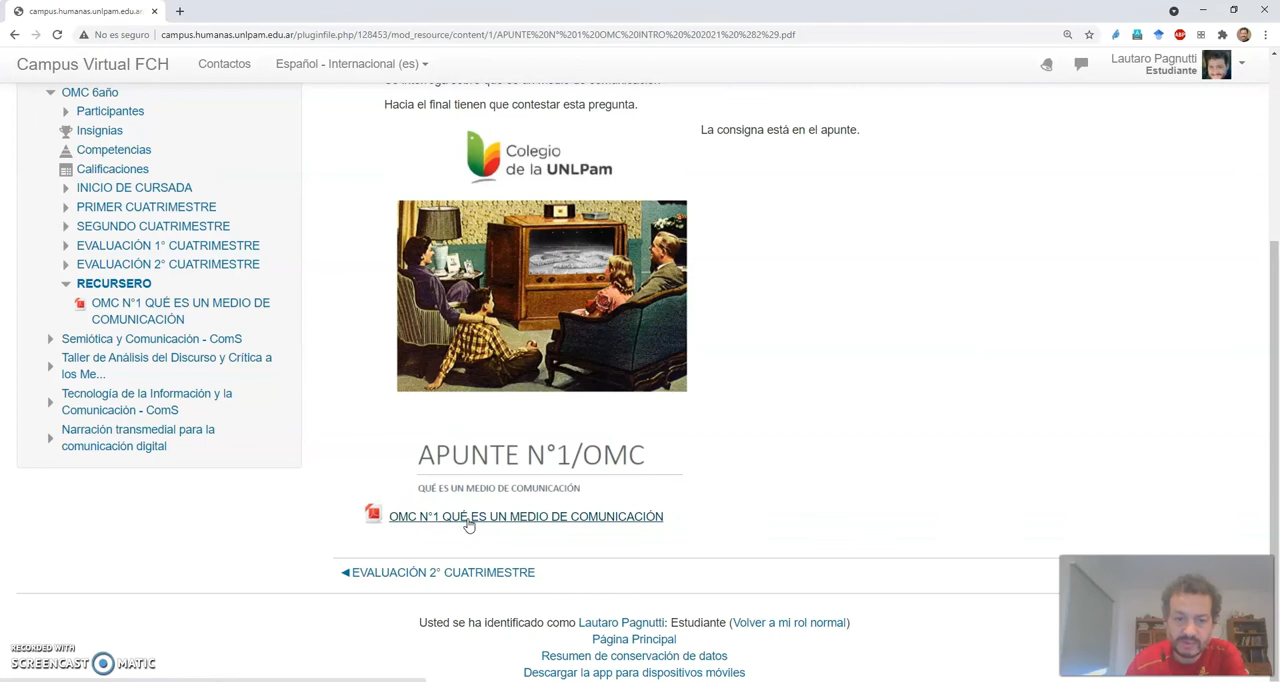 campus.humanas.unlpam.edu.a
No es seguro
campus.humanas.unlpam.edu.ar/pluginfile.php/128453/mod_resource/content/1/APUNTE%20N°%201%20OMC%20INTRO%20%202021%20%282%29.pdf
Campus Virtual FCH
Contactos
Español - Internacional (es)
Lautaro Pagnutti
Estudiante
OMC 6año
Participantes
Insignias
Competencias
Calificaciones
INICIO DE CURSADA
PRIMER CUATRIMESTRE
SEGUNDO CUATRIMESTRE
EVALUACIÓN 1° CUATRIMESTRE
EVALUACIÓN 2° CUATRIMESTRE
RECURSERO
OMC N°1 QUÉ ES UN MEDIO DE
COMUNICACIÓN
Semiótica y Comunicación - ComS
Taller de Análisis del Discurso y Crítica a
los Me...
Tecnología de la Información y la
Comunicación - ComS
Narración transmedial para la
comunicación digital
Hacia el final tienen que contestar esta pregunta.
La consigna está en el apunte.
Colegio
de la UNLPam
APUNTE N°1/OMC
QUÉ ES UN MEDIO DE COMUNICACIÓN
OMC N°1 QUÉ ES UN MEDIO DE COMUNICACIÓN
EVALUACIÓN 2° CUATRIMESTRE
Usted se ha identificado como Lautaro Pagnutti: Estudiante (Volver a mi rol normal)
Página Principal
Resumen de conservación de datos
Descargar la app para dispositivos móviles
RECORDED WITH
SCREENCAST MATIC